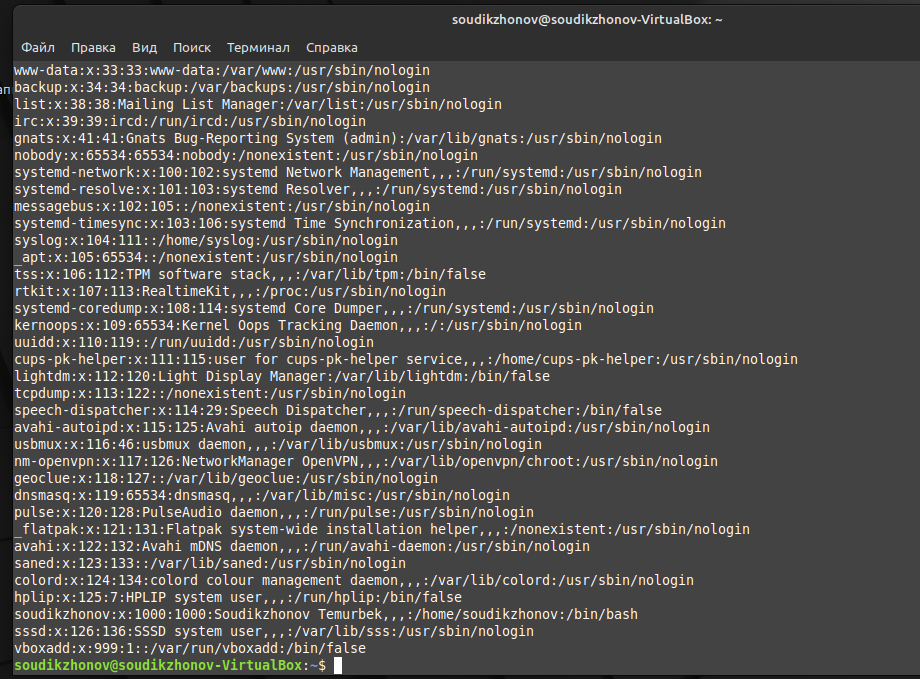 soudikzhonov@soudikzhonov-VirtualBox: ~
Файл Правка Вид Поиск Терминал Справка
www-data:x:33:33:www-data:/var/www:/usr/sbin/nologin
backup:x:34:34:backup:/var/backups:/usr/sbin/nologin
list:x:38:38:Mailing List Manager:/var/list:/usr/sbin/nologin
irc:x:39:39:ircd:/run/ircd:/usr/sbin/nologin
gnats:x:41:41:Gnats Bug-Reporting System (admin):/var/lib/gnats:/usr/sbin/nologin
nobody:x:65534:65534:nobody:/nonexistent:/usr/sbin/nologin
systemd-network:x:100:102:systemd Network Management,,,:/run/systemd:/usr/sbin/nologin
systemd-resolve:x:101:103:systemd Resolver,,,:/run/systemd:/usr/sbin/nologin
messagebus:x:102:105::/nonexistent:/usr/sbin/nologin
systemd-timesync:x:103:106:systemd Time Synchronization,,,:/run/systemd:/usr/sbin/nologin
syslog:x:104:111::/home/syslog:/usr/sbin/nologin
_apt:x:105:65534::/nonexistent:/usr/sbin/nologin
tss:x:106:112:TPM software stack,,,:/var/lib/tpm:/bin/false
rtkit:x:107:113:RealtimeKit,,,:/proc:/usr/sbin/nologin
systemd-coredump:x:108:114:systemd Core Dumper,,,:/run/systemd:/usr/sbin/nologin
kernoops:x:109:65534:Kernel Oops Tracking Daemon,,,:/:/usr/sbin/nologin
uuidd:x:110:119::/run/uuidd:/usr/sbin/nologin
cups-pk-helper:x:111:115:user for cups-pk-helper service,,,:/home/cups-pk-helper:/usr/sbin/nologin
lightdm:x:112:120:Light Display Manager:/var/lib/lightdm:/bin/false
tcpdump:x:113:122::/nonexistent:/usr/sbin/nologin
speech-dispatcher:x:114:29:Speech Dispatcher,,,:/run/speech-dispatcher:/bin/false
avahi-autoipd:x:115:125:Avahi autoip daemon,,,:/var/lib/avahi-autoipd:/usr/sbin/nologin
usbmux:x:116:46:usbmux daemon,,,:/var/lib/usbmux:/usr/sbin/nologin
nm-openvpn:x:117:126:NetworkManager OpenVPN,,,:/var/lib/openvpn/chroot:/usr/sbin/nologin
geoclue:x:118:127::/var/lib/geoclue:/usr/sbin/nologin
dnsmasq:x:119:65534:dnsmasq,,,:/var/lib/misc:/usr/sbin/nologin
pulse:x:120:128:PulseAudio daemon,,,:/run/pulse:/usr/sbin/nologin
_flatpak:x:121:131:Flatpak system-wide installation helper,,,:/nonexistent:/usr/sbin/nologin
avahi:x:122:132:Avahi mDNS daemon,,,:/run/avahi-daemon:/usr/sbin/nologin
saned:x:123:133::/var/lib/saned:/usr/sbin/nologin
colord:x:124:134:colord colour management daemon,,,:/var/lib/colord:/usr/sbin/nologin
hplip:x:125:7:HPLIP system user,,,:/run/hplip:/bin/false
soudikzhonov:x:1000:1000:Soudikzhonov Temurbek,,,:/home/soudikzhonov:/bin/bash
sssd:x:126:136:SSSD system user,,,:/var/lib/sss:/usr/sbin/nologin
vboxadd:x:999:1::/var/run/vboxadd:/bin/false
soudikzhonov@soudikzhonov-VirtualBox:~$